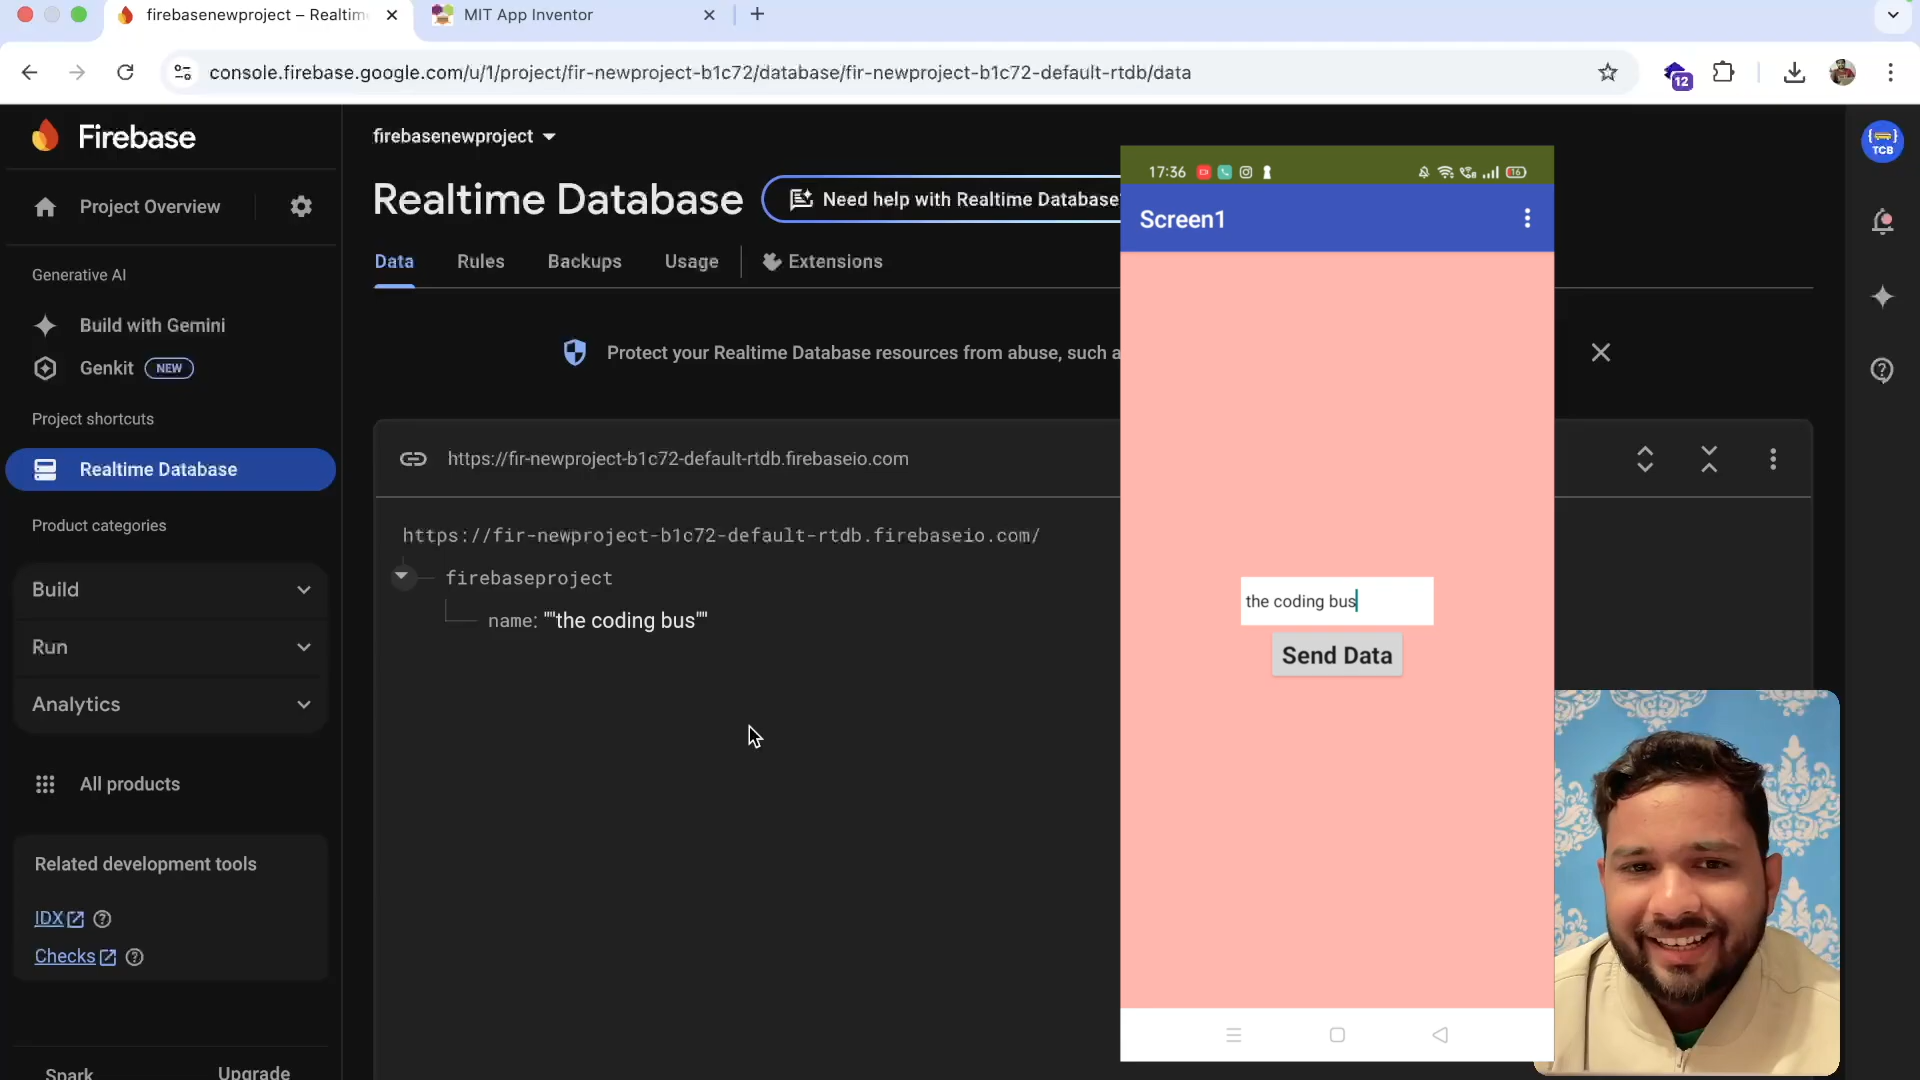 firebasenewproject – Realtim
MIT App Inventor
console.firebase.google.com/u/1/project/fir-newproject-b1c72/database/fir-newproject-b1c72-default-rtdb/data
12
Firebase
Project Overview
Generative AI
Build with Gemini
Genkit NEW
Project shortcuts
Realtime Database
Product categories
Build
Run
Analytics
All products
Related development tools
IDX
Checks
Spark Upgrade
firebasenewproject
Realtime Database
Need help with Realtime Database
Data Rules Backups Usage Extensions
Protect your Realtime Database resources from abuse, such a
https://fir-newproject-b1c72-default-rtdb.firebaseio.com
https://fir-newproject-b1c72-default-rtdb.firebaseio.com/
firebaseproject
name: ""the coding bus""
17:36
16
Screen1
the coding bus
Send Data
TCB